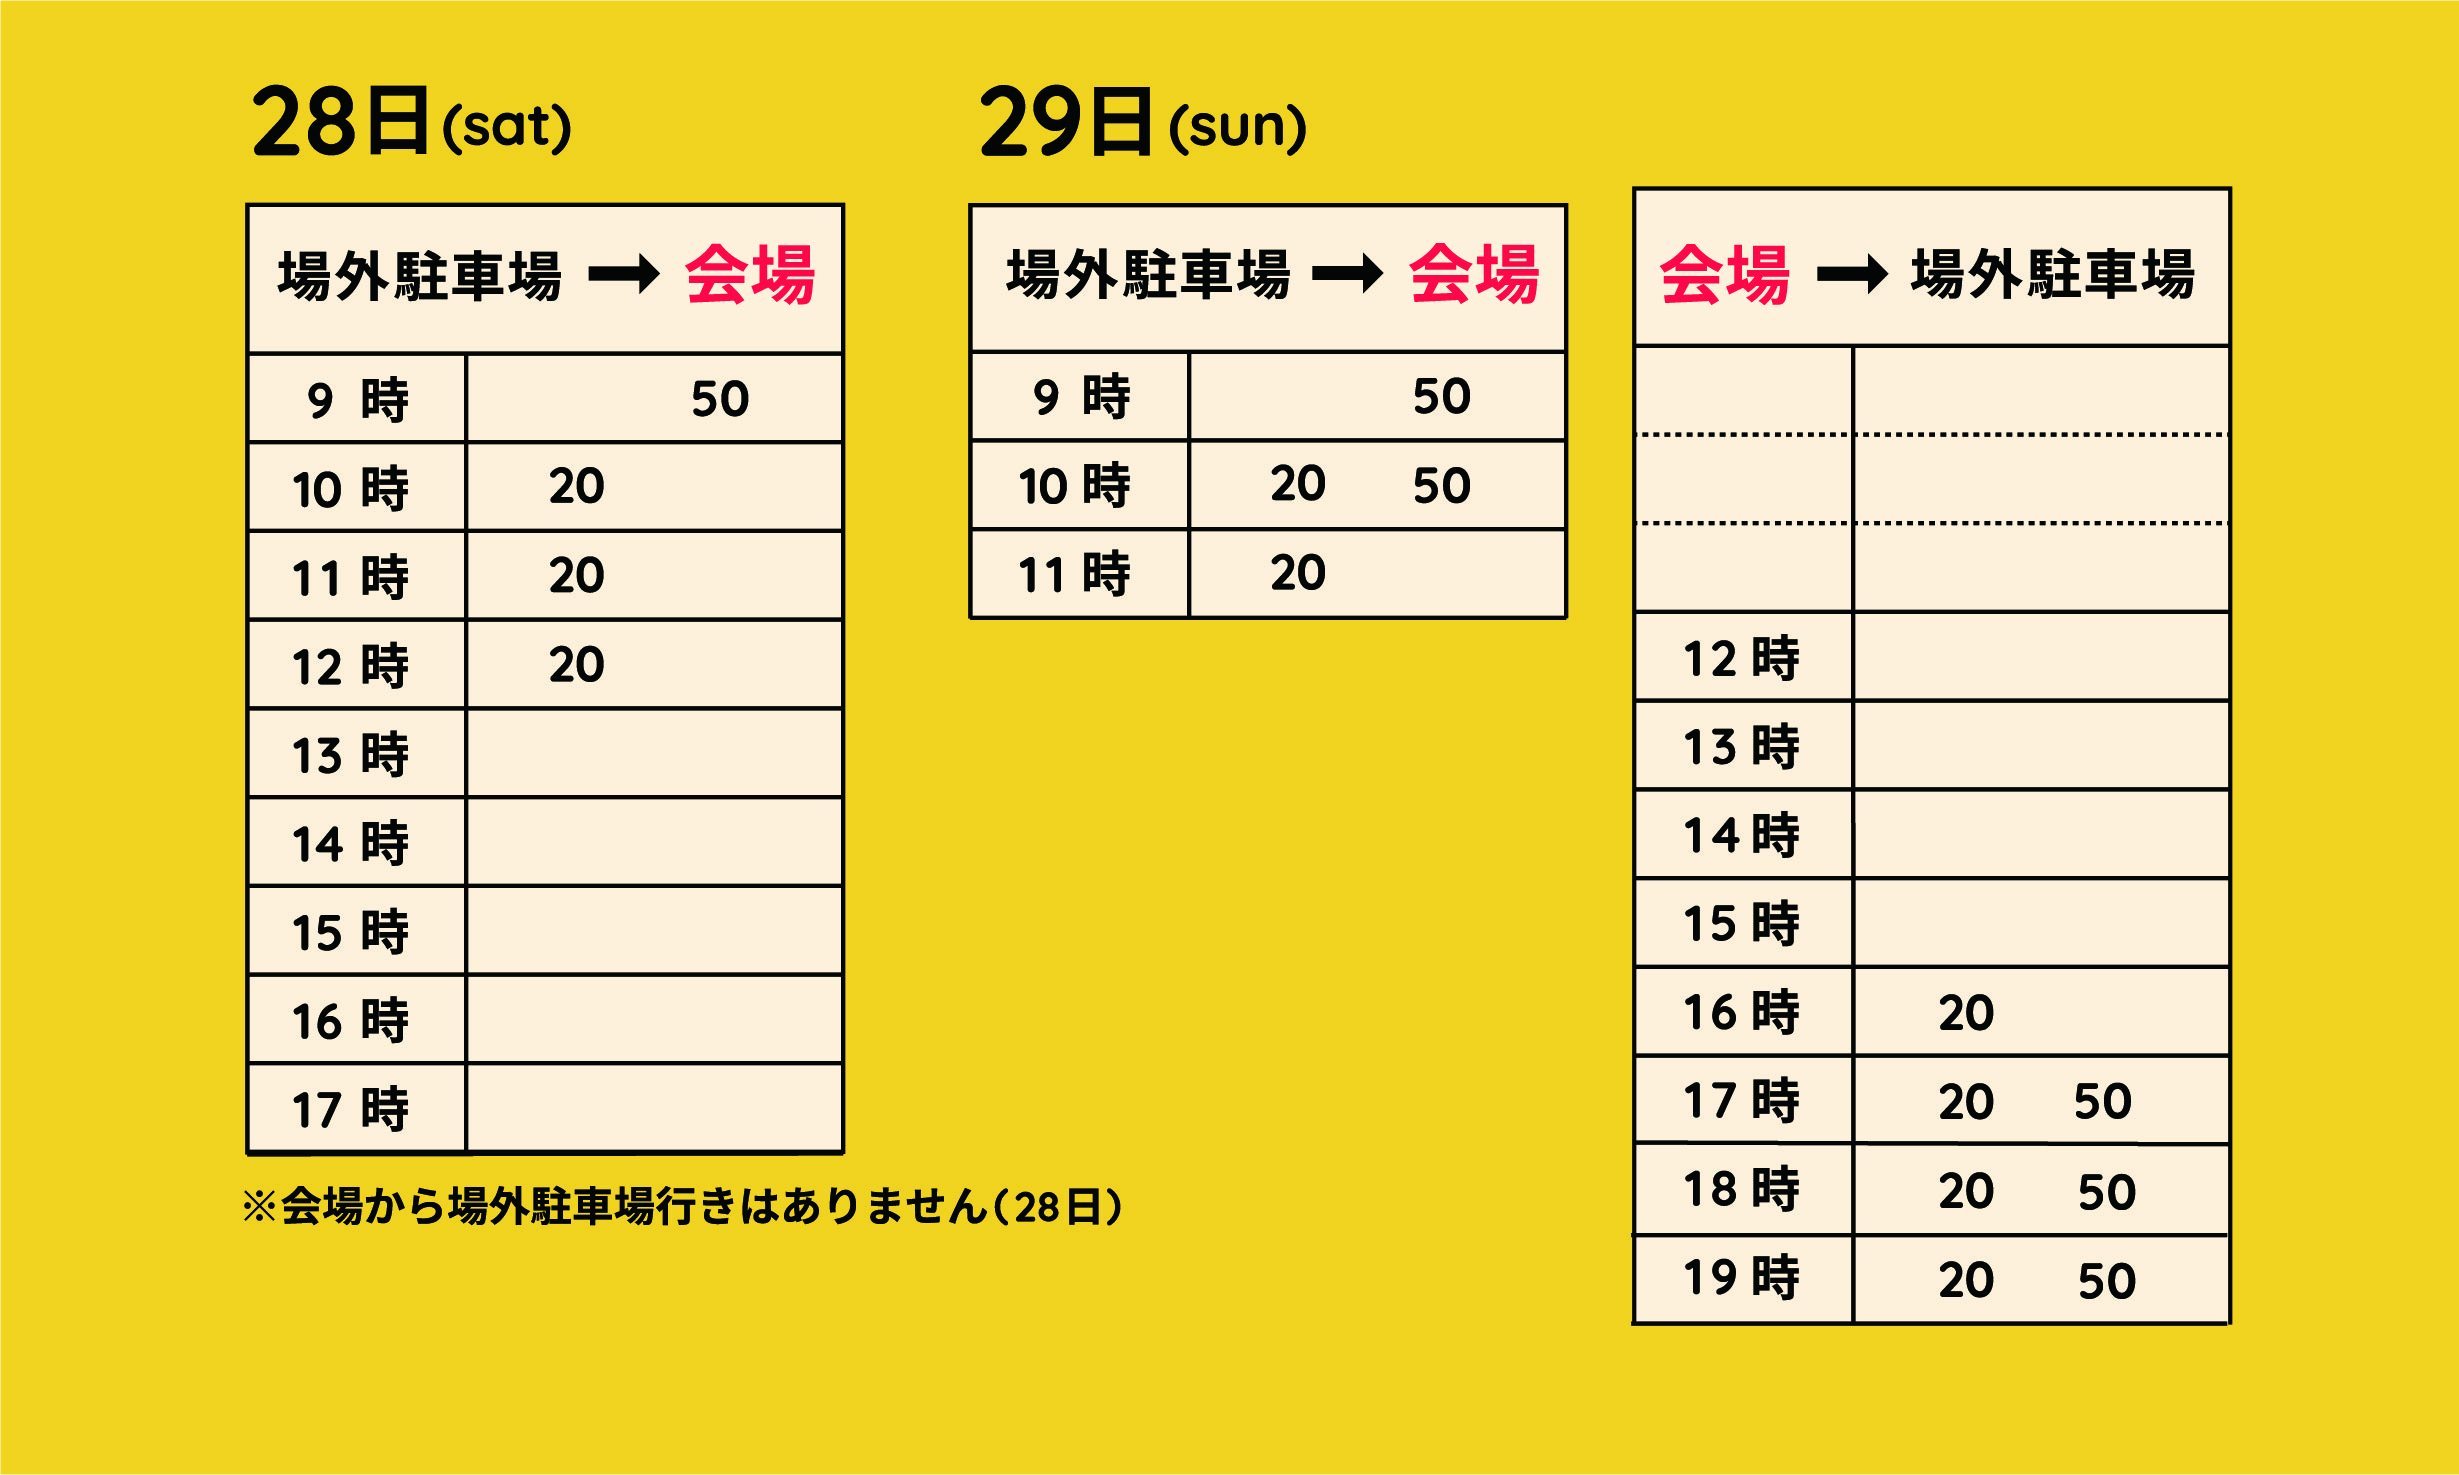 28日(sat)
場外駐車場 → 会場
9 時 50
10 時 20
11 時 20
12 時 20
13 時
14 時
15 時
16 時
17 時
※会場から場外駐車場行きはありません(28日)
29日(sun)
場外駐車場 → 会場
9 時 50
10 時 20 50
11 時 20
会場 → 場外駐車場
12 時
13 時
14 時
15 時
16 時 20
17 時 20 50
18 時 20 50
19 時 20 50